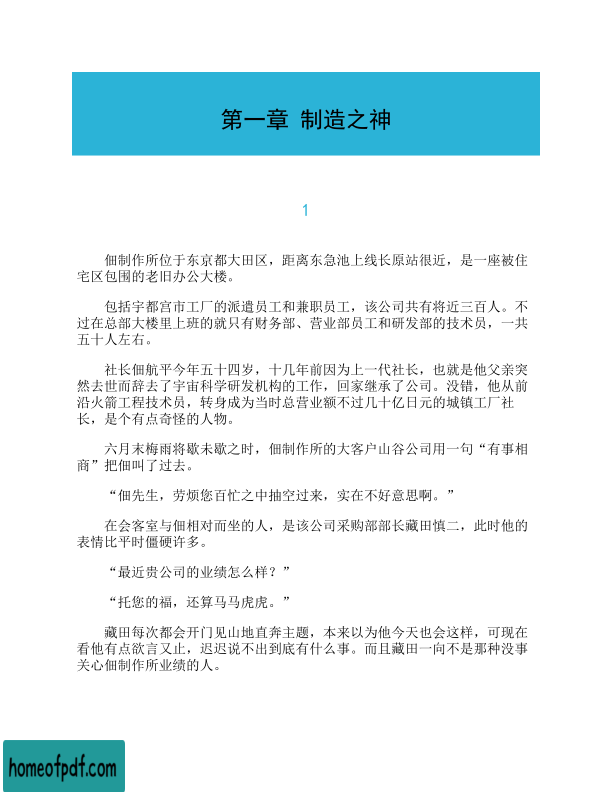 第一章 制造之神
1
佃制作所位于东京都大田区，距离东急池上线长原站很近，是一座被住
宅区包围的老旧办公大楼。
包括宇都宫市工厂的派遣员工和兼职员工，该公司共有将近三百人。不
过在总部大楼里上班的就只有财务部、营业部员工和研发部的技术员，一共
五十人左右。
社长佃航平今年五十四岁，十几年前因为上一代社长，也就是他父亲突
然去世而辞去了宇宙科学研发机构的工作，回家继承了公司。没错，他从前
沿火箭工程技术员，转身成为当时总营业额不过几十亿日元的城镇工厂社
长，是个有点奇怪的人物。
六月末梅雨将歇未歇之时，佃制作所的大客户山谷公司用一句“有事相
商”把佃叫了过去。
“佃先生，劳烦您百忙之中抽空过来，实在不好意思啊。”
在会客室与佃相对而坐的人，是该公司采购部部长藏田慎二，此时他的
表情比平时僵硬许多。
“最近贵公司的业绩怎么样？”
“托您的福，还算马马虎虎。”
藏田每次都会开门见山地直奔主题，本来以为他今天也会这样，可现在
看他有点欲言又止，迟迟说不出到底有什么事。而且藏田一向不是那种没事
关心佃制作所业绩的人。
homeofpdf.com